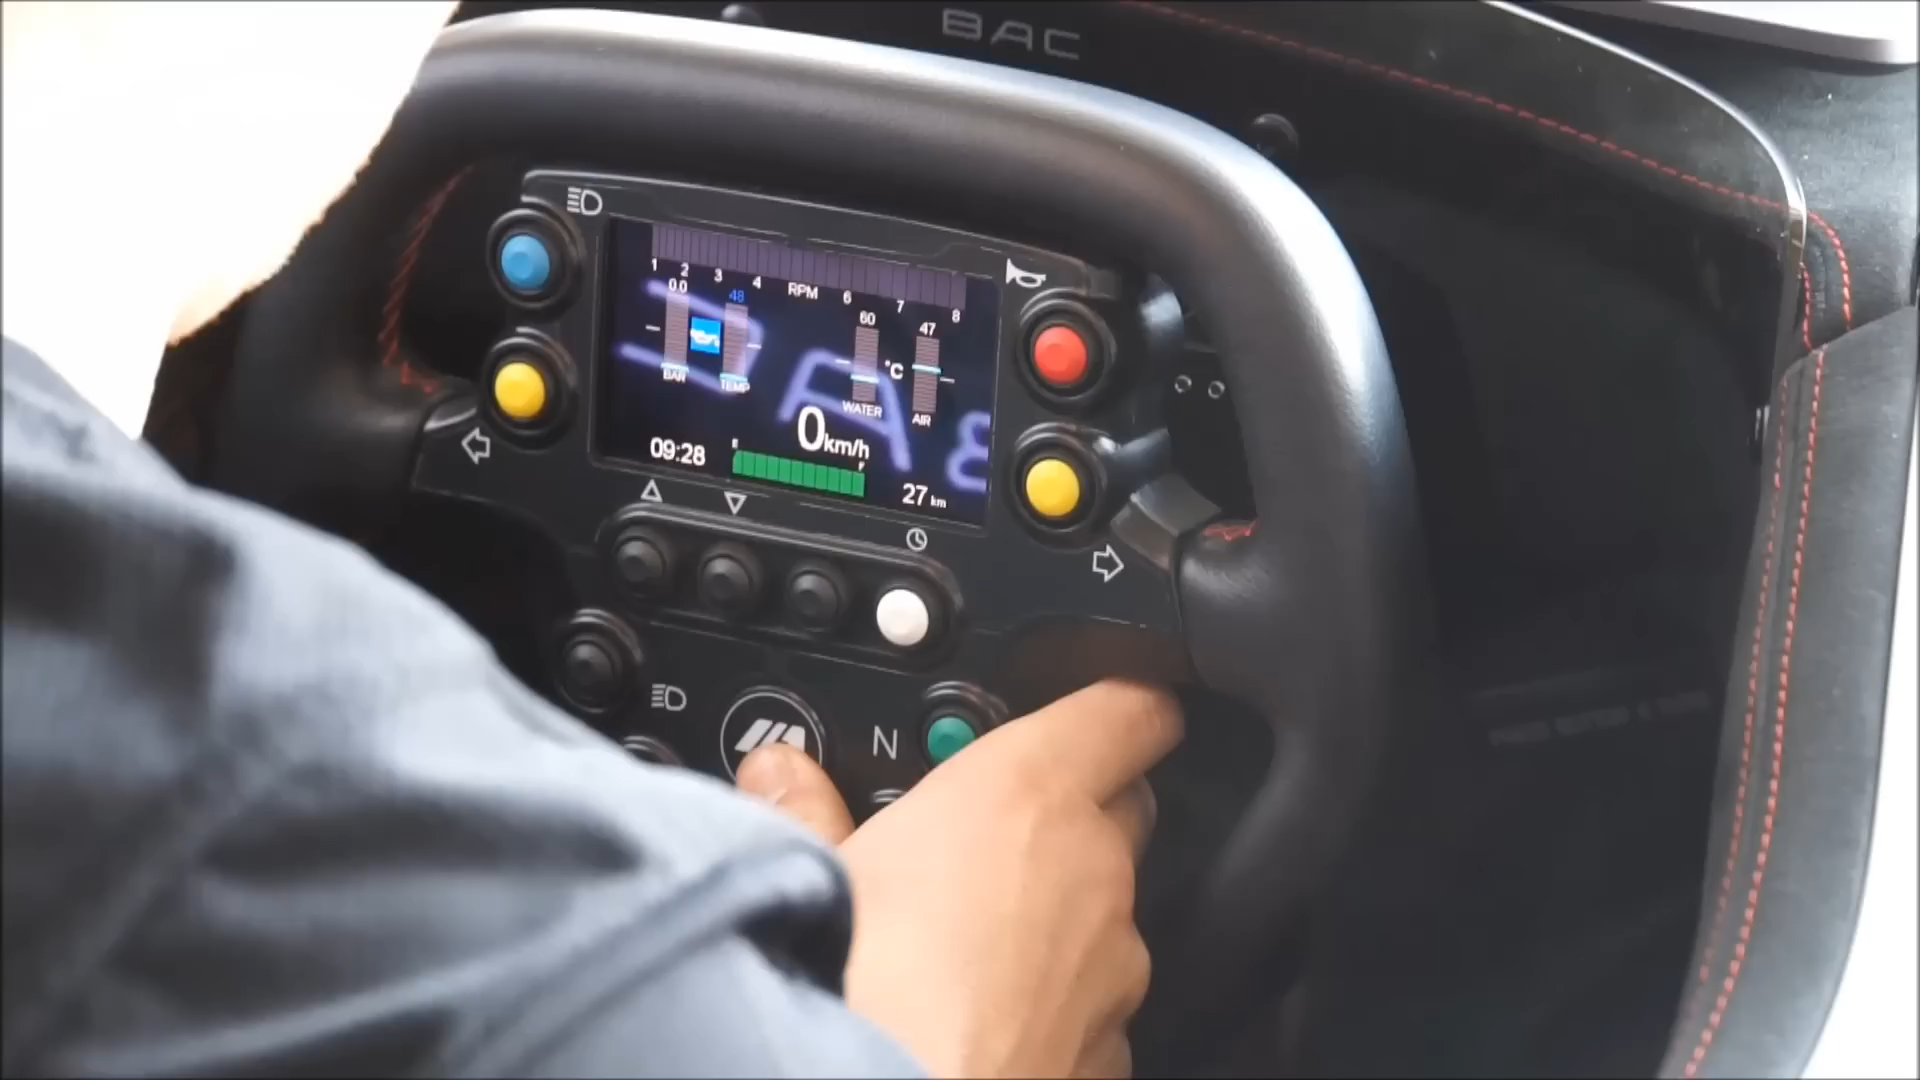 BAC
1 2 3 4 RPM 6 7 8
0.0 48 60 47
°C
BAR TEMP WATER AIR
0km/h
E F
09:28
27 km
N